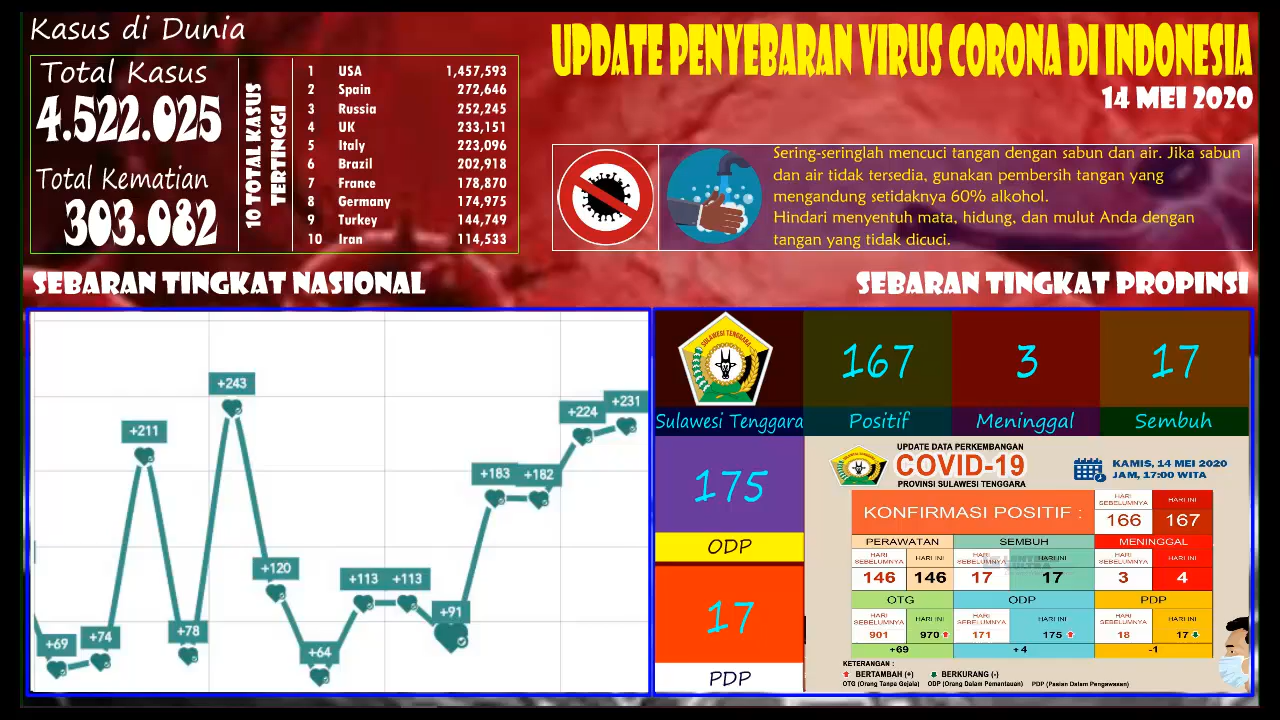 Kasus di Dunia
Total Kasus
4.522.025
Total Kematian
303.082
10 TOTAL KASUS
TERTINGGI
1 USA 1,457,593
2 Spain 272,646
3 Russia 252,245
4 UK 233,151
5 Italy 223,096
6 Brazil 202,918
7 France 178,870
8 Germany 174,975
9 Turkey 144,749
10 Iran 114,533
UPDATE PENYEBARAN VIRUS CORONA DI INDONESIA
14 MEI 2020
Sering-seringlah mencuci tangan dengan sabun dan air. Jika sabun
dan air tidak tersedia, gunakan pembersih tangan yang
mengandung setidaknya 60% alkohol.
Hindari menyentuh mata, hidung, dan mulut Anda dengan
tangan yang tidak dicuci.
SEBARAN TINGKAT NASIONAL
+69
+74
+211
+78
+243
+120
+64
+113
+113
+91
+183
+182
+224
+231
SEBARAN TINGKAT PROPINSI
SULAWESI TENGGARA
167 3 17
Sulawesi Tenggara Positif Meninggal Sembuh
175
ODP
17
PDP
UPDATE DATA PERKEMBANGAN
COVID-19
PROVINSI SULAWESI TENGGARA
KAMIS, 14 MEI 2020
JAM, 17:00 WITA
KONFIRMASI POSITIF :
HARI SEBELUMNYA HARI INI
166 167
PERAWATAN SEMBUH MENINGGAL
HARI SEBELUMNYA HARI INI HARI SEBELUMNYA HARI INI HARI SEBELUMNYA HARI INI
146 146 17 17 3 4
OTG ODP PDP
HARI SEBELUMNYA HARI INI HARI SEBELUMNYA HARI INI HARI SEBELUMNYA HARI INI
901 970 171 175 18 17
+69 +4 -1
KETERANGAN :
BERTAMBAH (+) BERKURANG (-)
OTG (Orang Tanpa Gejala) ODP (Orang Dalam Pemantauan) PDP (Pasien Dalam Pengawasan)